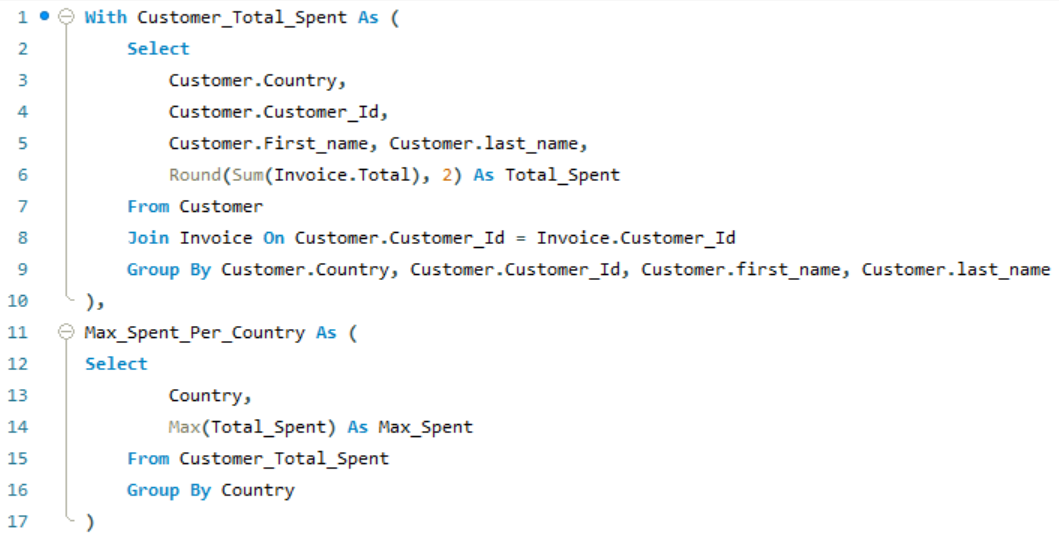 1 With Customer_Total_Spent As (
2 Select
3 Customer.Country,
4 Customer.Customer_Id,
5 Customer.First_name, Customer.last_name,
6 Round(Sum(Invoice.Total), 2) As Total_Spent
7 From Customer
8 Join Invoice On Customer.Customer_Id = Invoice.Customer_Id
9 Group By Customer.Country, Customer.Customer_Id, Customer.first_name, Customer.last_name
10 ),
11 Max_Spent_Per_Country As (
12 Select
13 Country,
14 Max(Total_Spent) As Max_Spent
15 From Customer_Total_Spent
16 Group By Country
17 )